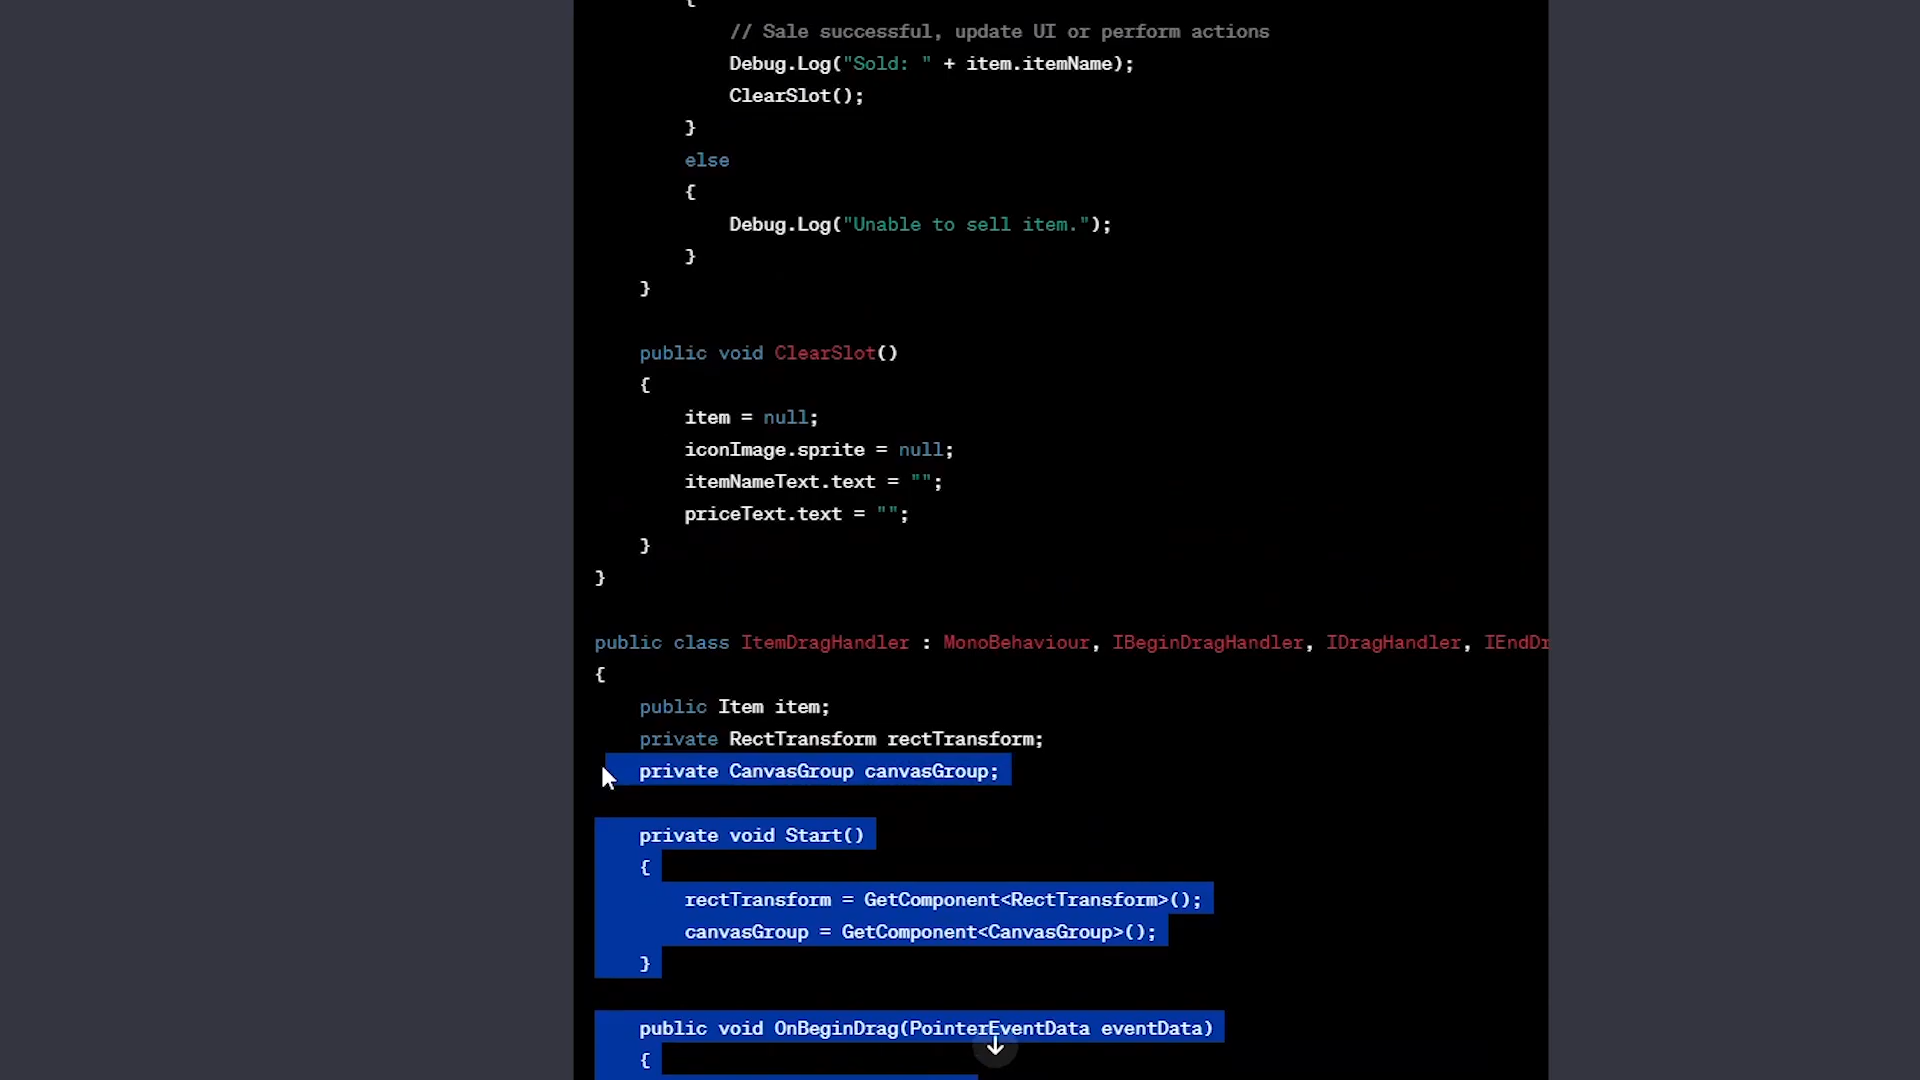 {
// Sale successful, update UI or perform actions
Debug.Log("Sold: " + item.itemName);
ClearSlot();
}
else
{
Debug.Log("Unable to sell item.");
}
}
public void ClearSlot()
{
item = null;
iconImage.sprite = null;
itemNameText.text = "";
priceText.text = "";
}
}
public class ItemDragHandler : MonoBehaviour, IBeginDragHandler, IDragHandler, IEndDr
{
public Item item;
private RectTransform rectTransform;
private CanvasGroup canvasGroup;
private void Start()
{
rectTransform = GetComponent<RectTransform>();
canvasGroup = GetComponent<CanvasGroup>();
}
public void OnBeginDrag(PointerEventData eventData)
{